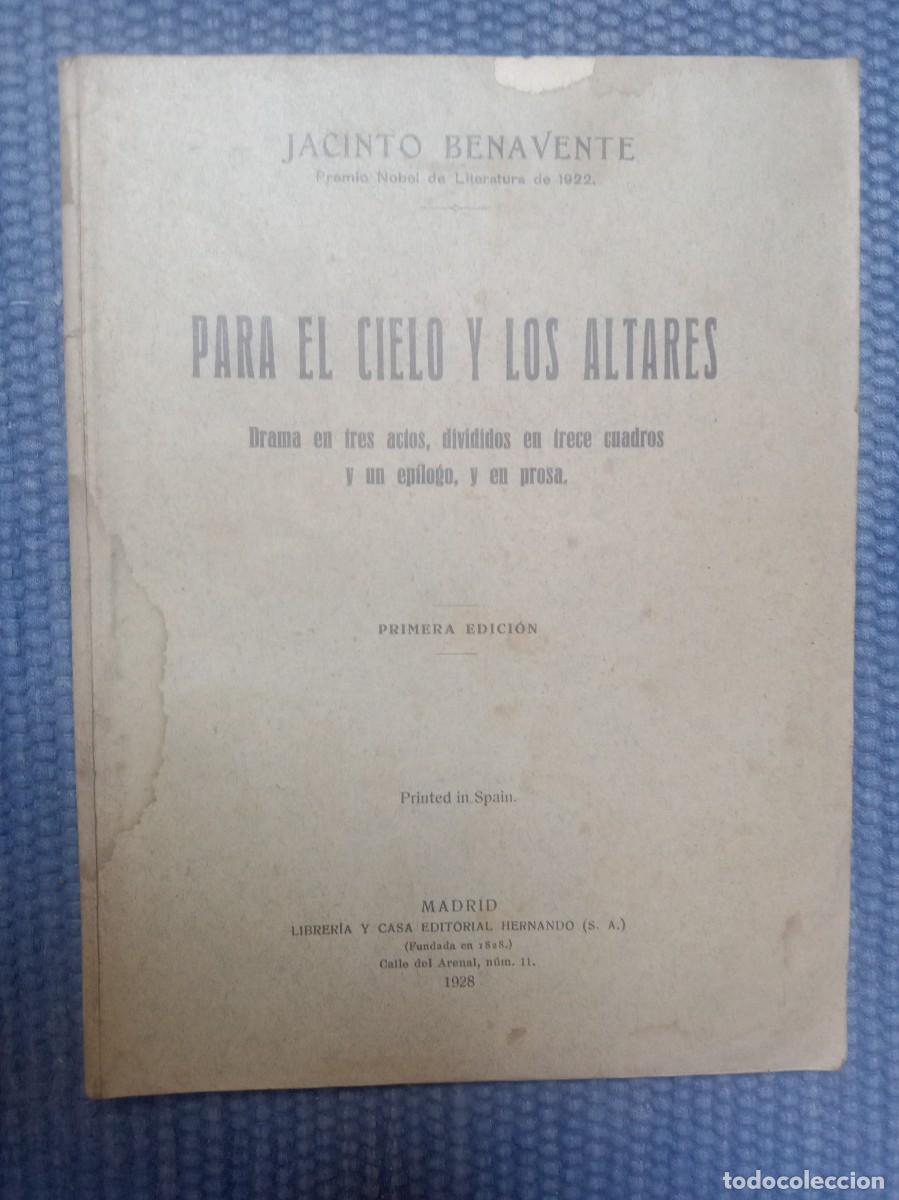 JACINTO BENAVENTE
Premio Nobel de Literatura de 1922.
PARA EL CIELO Y LOS ALTARES
Drama en tres actos, divididos en trece cuadros
y un epílogo, y en prosa.
PRIMERA EDICIÓN
Printed in Spain.
MADRID
LIBRERÍA Y CASA EDITORIAL HERNANDO (S. A.)
(Fundada en 1828.)
Calle del Arenal, núm. 11.
1928
todocoleccion